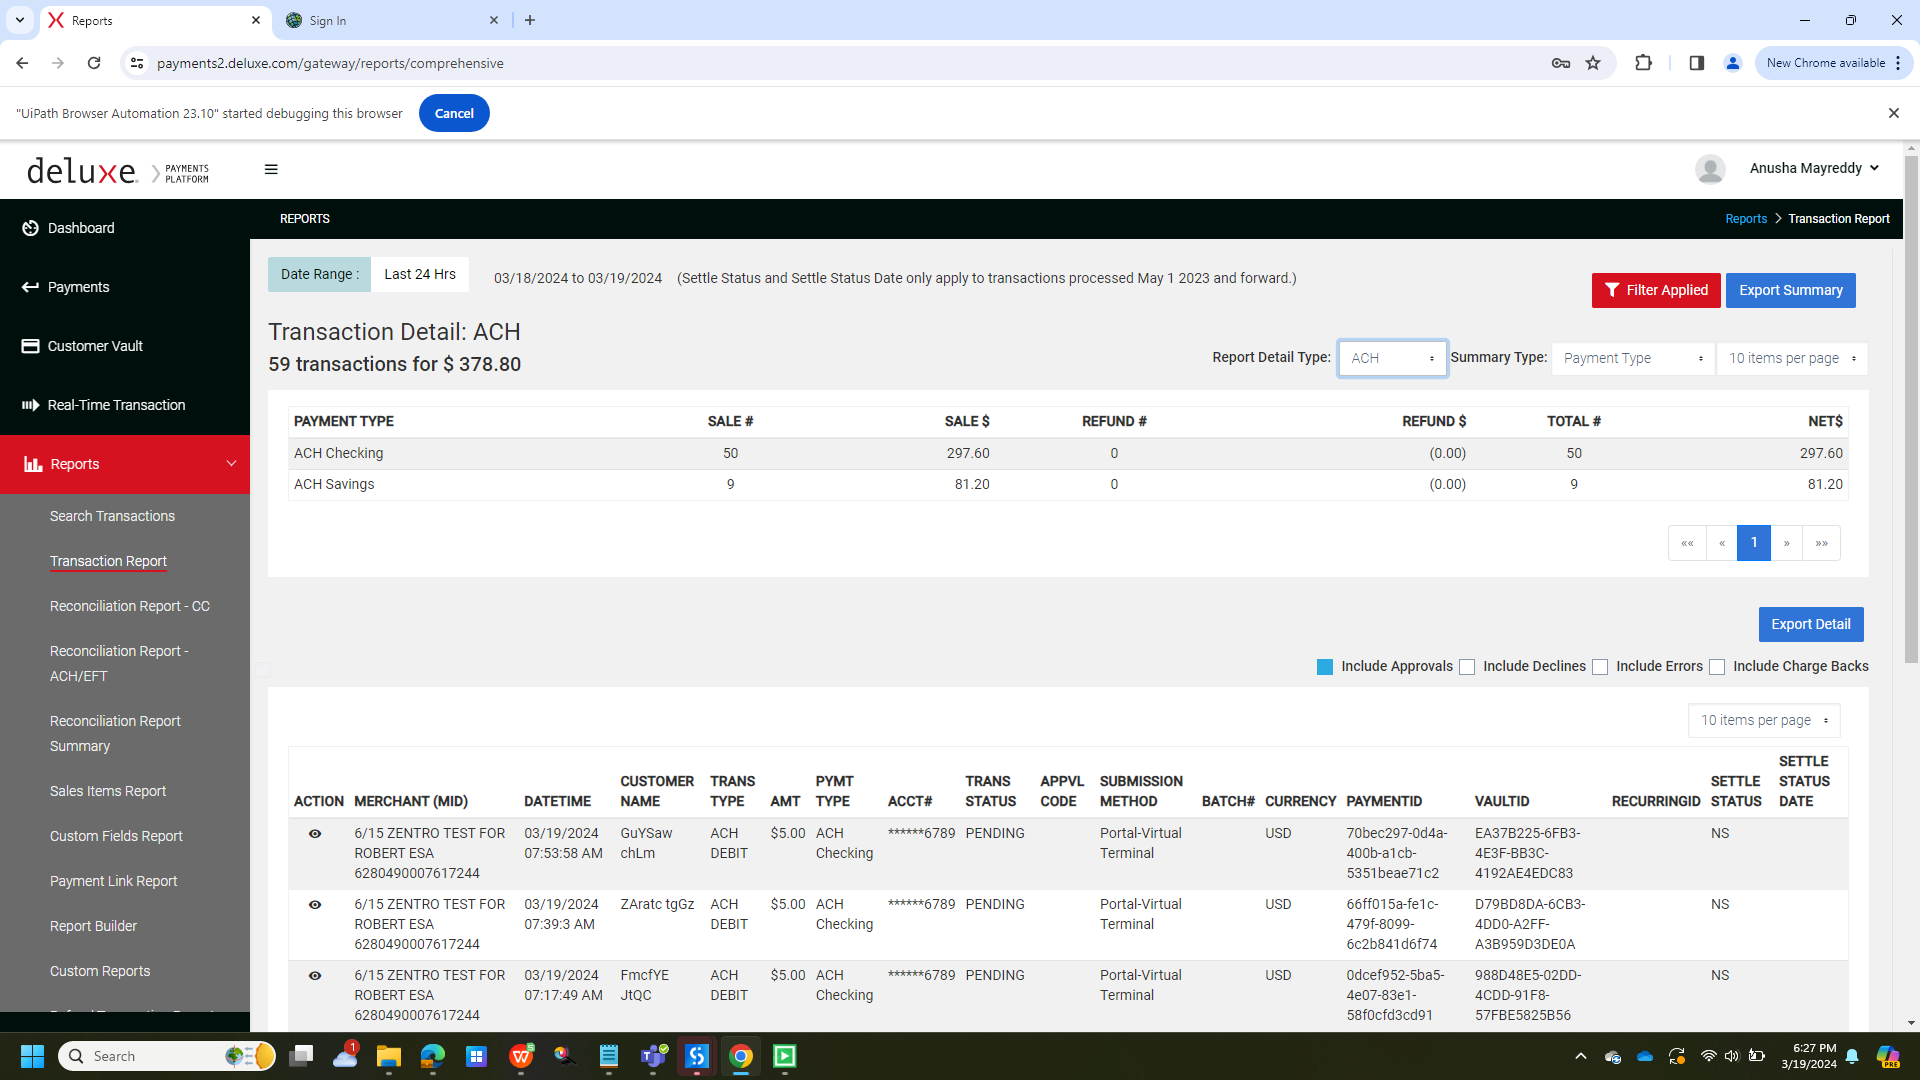 Reports
Sign In
payments2.deluxe.com/gateway/reports/comprehensive
New Chrome available
"UiPath Browser Automation 23.10" started debugging this browser
Cancel
deluxe. PAYMENTS PLATFORM
Anusha Mayreddy
Dashboard
Payments
Customer Vault
Real-Time Transaction
Reports
Search Transactions
Transaction Report
Reconciliation Report - CC
Reconciliation Report -
ACH/EFT
Reconciliation Report
Summary
Sales Items Report
Custom Fields Report
Payment Link Report
Report Builder
Custom Reports
REPORTS
Reports > Transaction Report
Date Range : Last 24 Hrs 03/18/2024 to 03/19/2024 (Settle Status and Settle Status Date only apply to transactions processed May 1 2023 and forward.)
Filter Applied Export Summary
Transaction Detail: ACH
59 transactions for $ 378.80
Report Detail Type: ACH Summary Type: Payment Type 10 items per page
PAYMENT TYPE SALE # SALE $ REFUND # REFUND $ TOTAL # NET$
ACH Checking 50 297.60 0 (0.00) 50 297.60
ACH Savings 9 81.20 0 (0.00) 9 81.20
«« « 1 » »»
Export Detail
Include Approvals Include Declines Include Errors Include Charge Backs
10 items per page
ACTION MERCHANT (MID) DATETIME CUSTOMER NAME TRANS TYPE AMT PYMT TYPE ACCT# TRANS STATUS APPVL CODE SUBMISSION METHOD BATCH# CURRENCY PAYMENTID VAULTID RECURRINGID SETTLE STATUS SETTLE STATUS DATE
6/15 ZENTRO TEST FOR 03/19/2024 GuYSaw ACH $5.00 ACH ******6789 PENDING Portal-Virtual USD 70bec297-0d4a- EA37B225-6FB3- NS
ROBERT ESA 07:53:58 AM chLm DEBIT Checking Terminal 400b-a1cb- 4E3F-BB3C-
6280490007617244 5351beae71c2 4192AE4EDC83
6/15 ZENTRO TEST FOR 03/19/2024 ZAratc tgGz ACH $5.00 ACH ******6789 PENDING Portal-Virtual USD 66ff015a-fe1c- D79BD8DA-6CB3- NS
ROBERT ESA 07:39:3 AM DEBIT Checking Terminal 479f-8099- 4DD0-A2FF-
6280490007617244 6c2b841d6f74 A3B959D3DE0A
6/15 ZENTRO TEST FOR 03/19/2024 FmcfYE ACH $5.00 ACH ******6789 PENDING Portal-Virtual USD 0dcef952-5ba5- 988D48E5-02DD- NS
ROBERT ESA 07:17:49 AM JtQC DEBIT Checking Terminal 4e07-83e1- 4CDD-91F8-
6280490007617244 58f0cfd3cd91 57FBE5825B56
Search
1
6:27 PM
3/19/2024
PRE